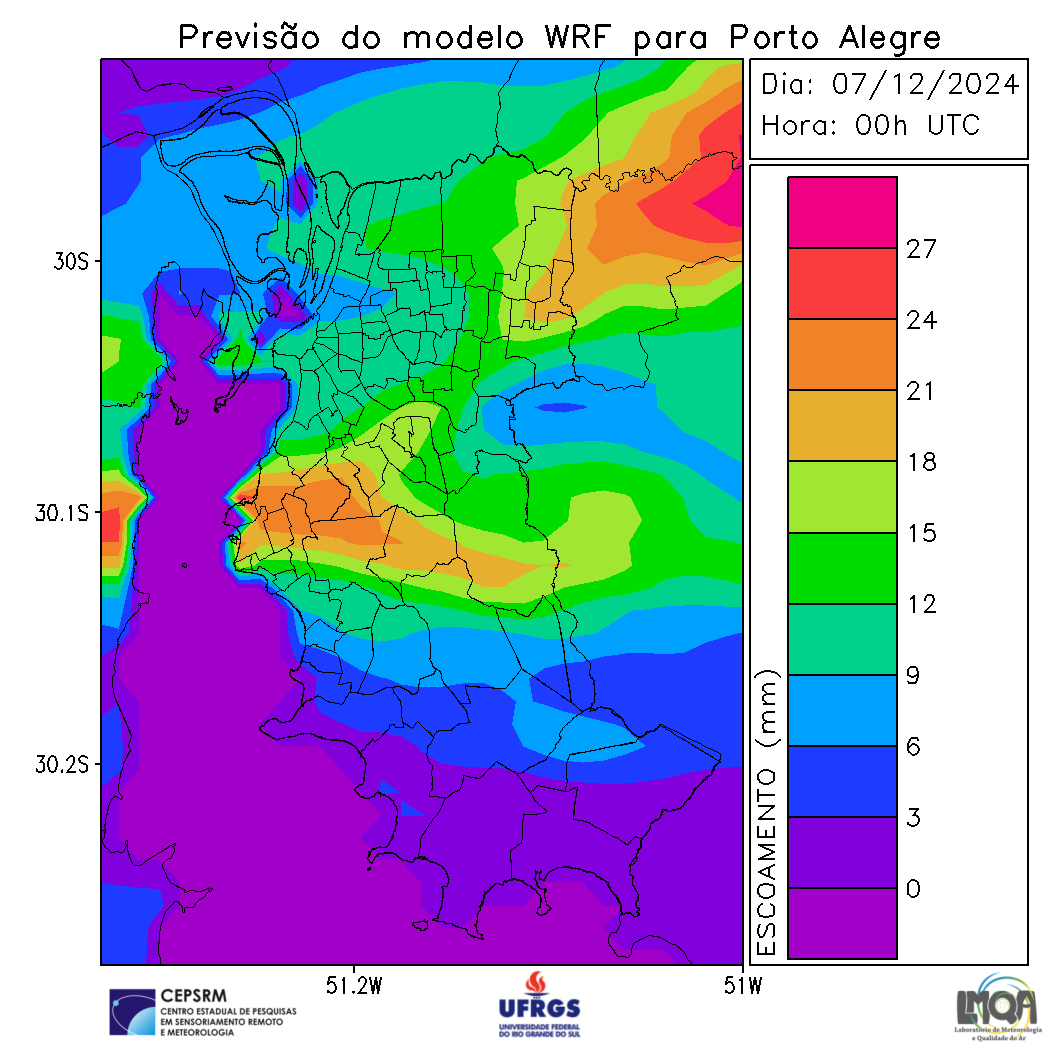 Previsão do modelo WRF para Porto Alegre
Dia: 07/12/2024
Hora: 00h UTC
30S
30.1S
30.2S
51.2W
51W
ESCOAMENTO (mm)
27
24
21
18
15
12
9
6
3
0
CEPSRM
CENTRO ESTADUAL DE PESQUISAS
EM SENSORIAMENTO REMOTO
E METEOROLOGIA
UFRGS
UNIVERSIDADE FEDERAL
DO RIO GRANDE DO SUL
LMQA
Laboratório de Meteorologia
e Qualidade do Ar